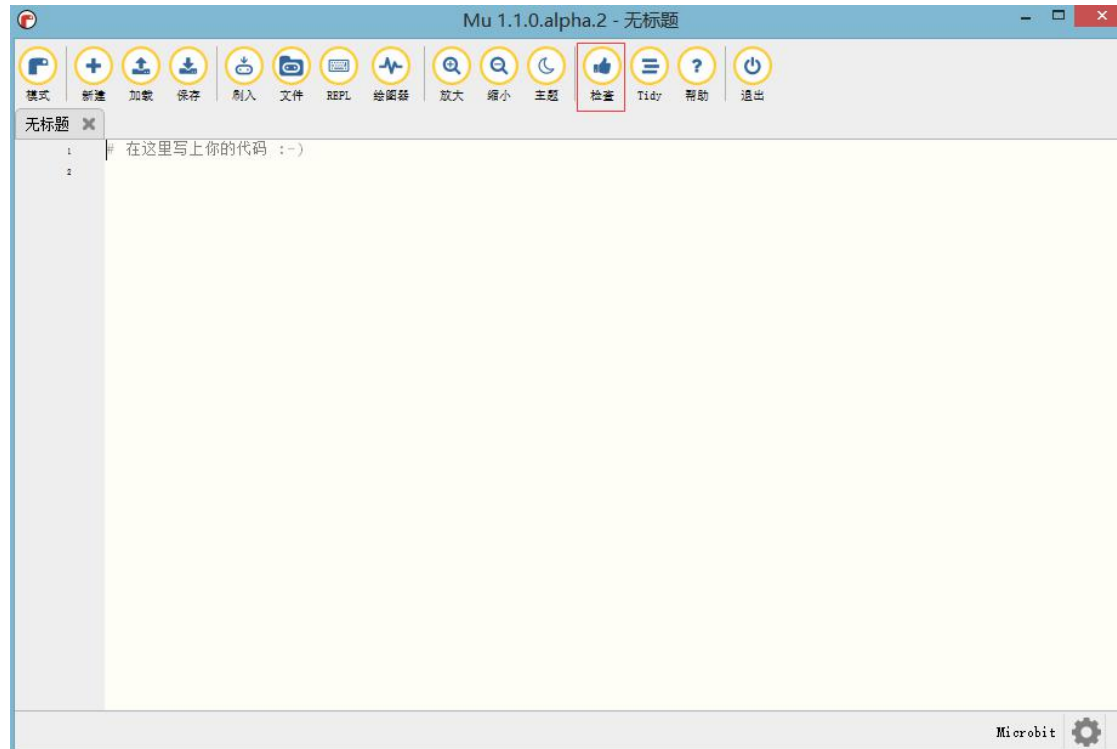 Mu 1.1.0.alpha.2 - 无标题
模式 新建 加载 保存 刷入 文件 REPL 绘图器 放大 缩小 主题 检查 Tidy 帮助 退出
无标题
1 # 在这里写上你的代码 :-)
2
Microbit